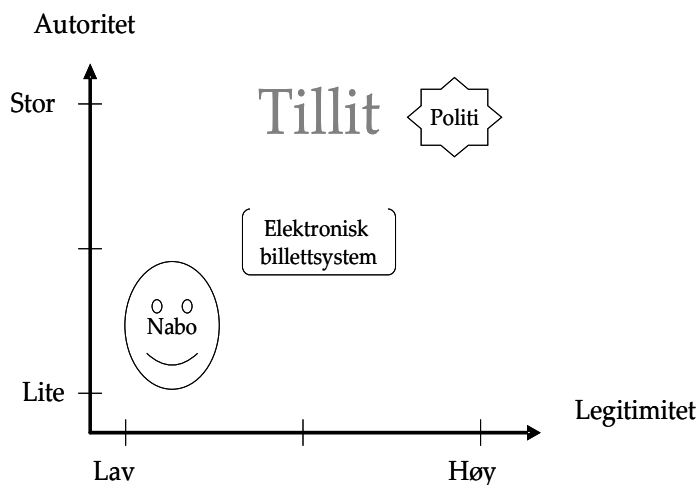 Autoritet
Stor
Tillit
Politi
Elektronisk
billettsystem
Nabo
Lite
Legitimitet
Lav
Høy